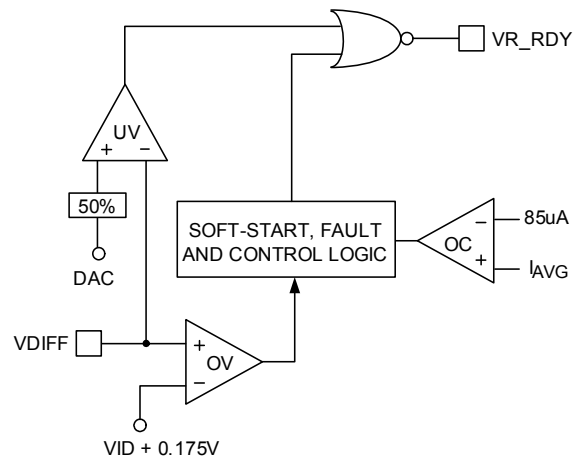 VR_RDY
UV
+ −
50%
DAC
SOFT-START, FAULT
AND CONTROL LOGIC
− 85uA
OC
+ IAVG
VDIFF
+
OV
−
VID + 0.175V